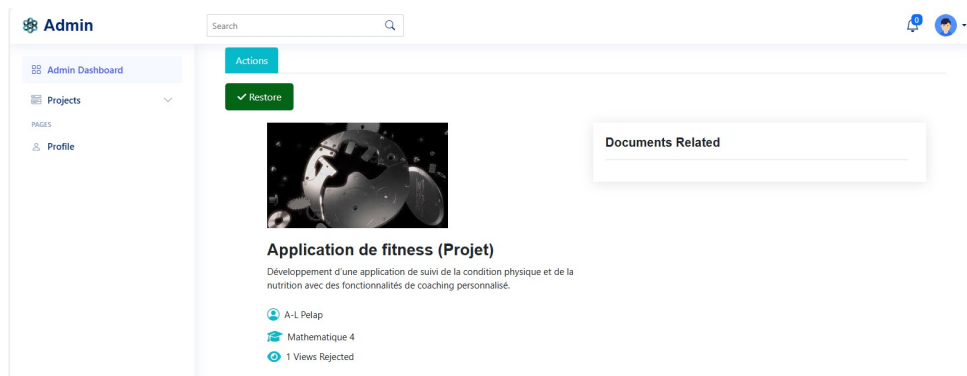 Admin
Search
0
Admin Dashboard
Projects
PAGES
Profile
Actions
Restore
Application de fitness (Projet)
Développement d'une application de suivi de la condition physique et de la
nutrition avec des fonctionnalités de coaching personnalisé.
A-L Pelap
Mathematique 4
1 Views Rejected
Documents Related